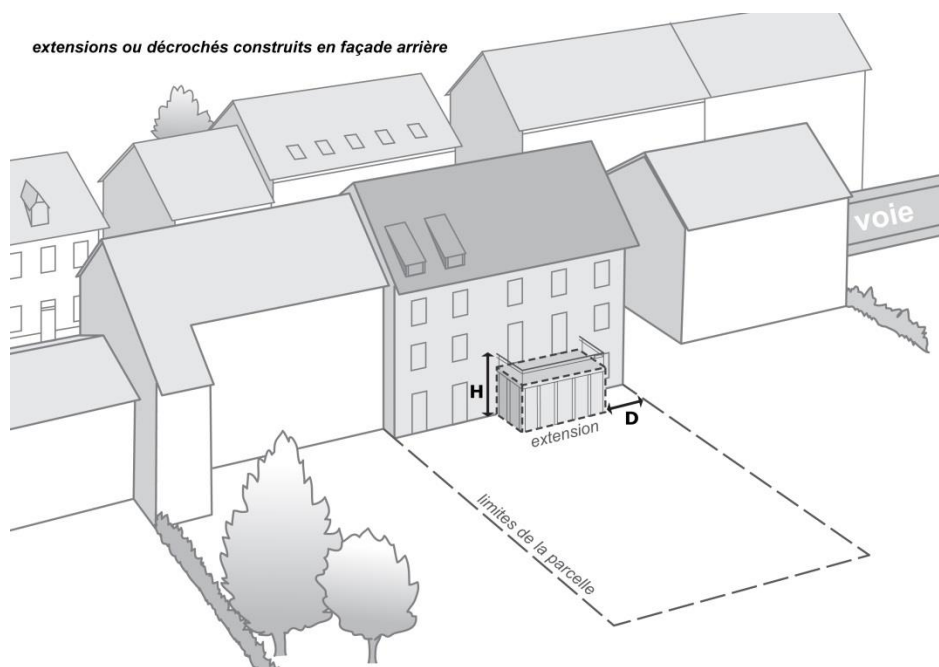 extensions ou décrochés construits en façade arrière
voie
H
D
extension
limites de la parcelle